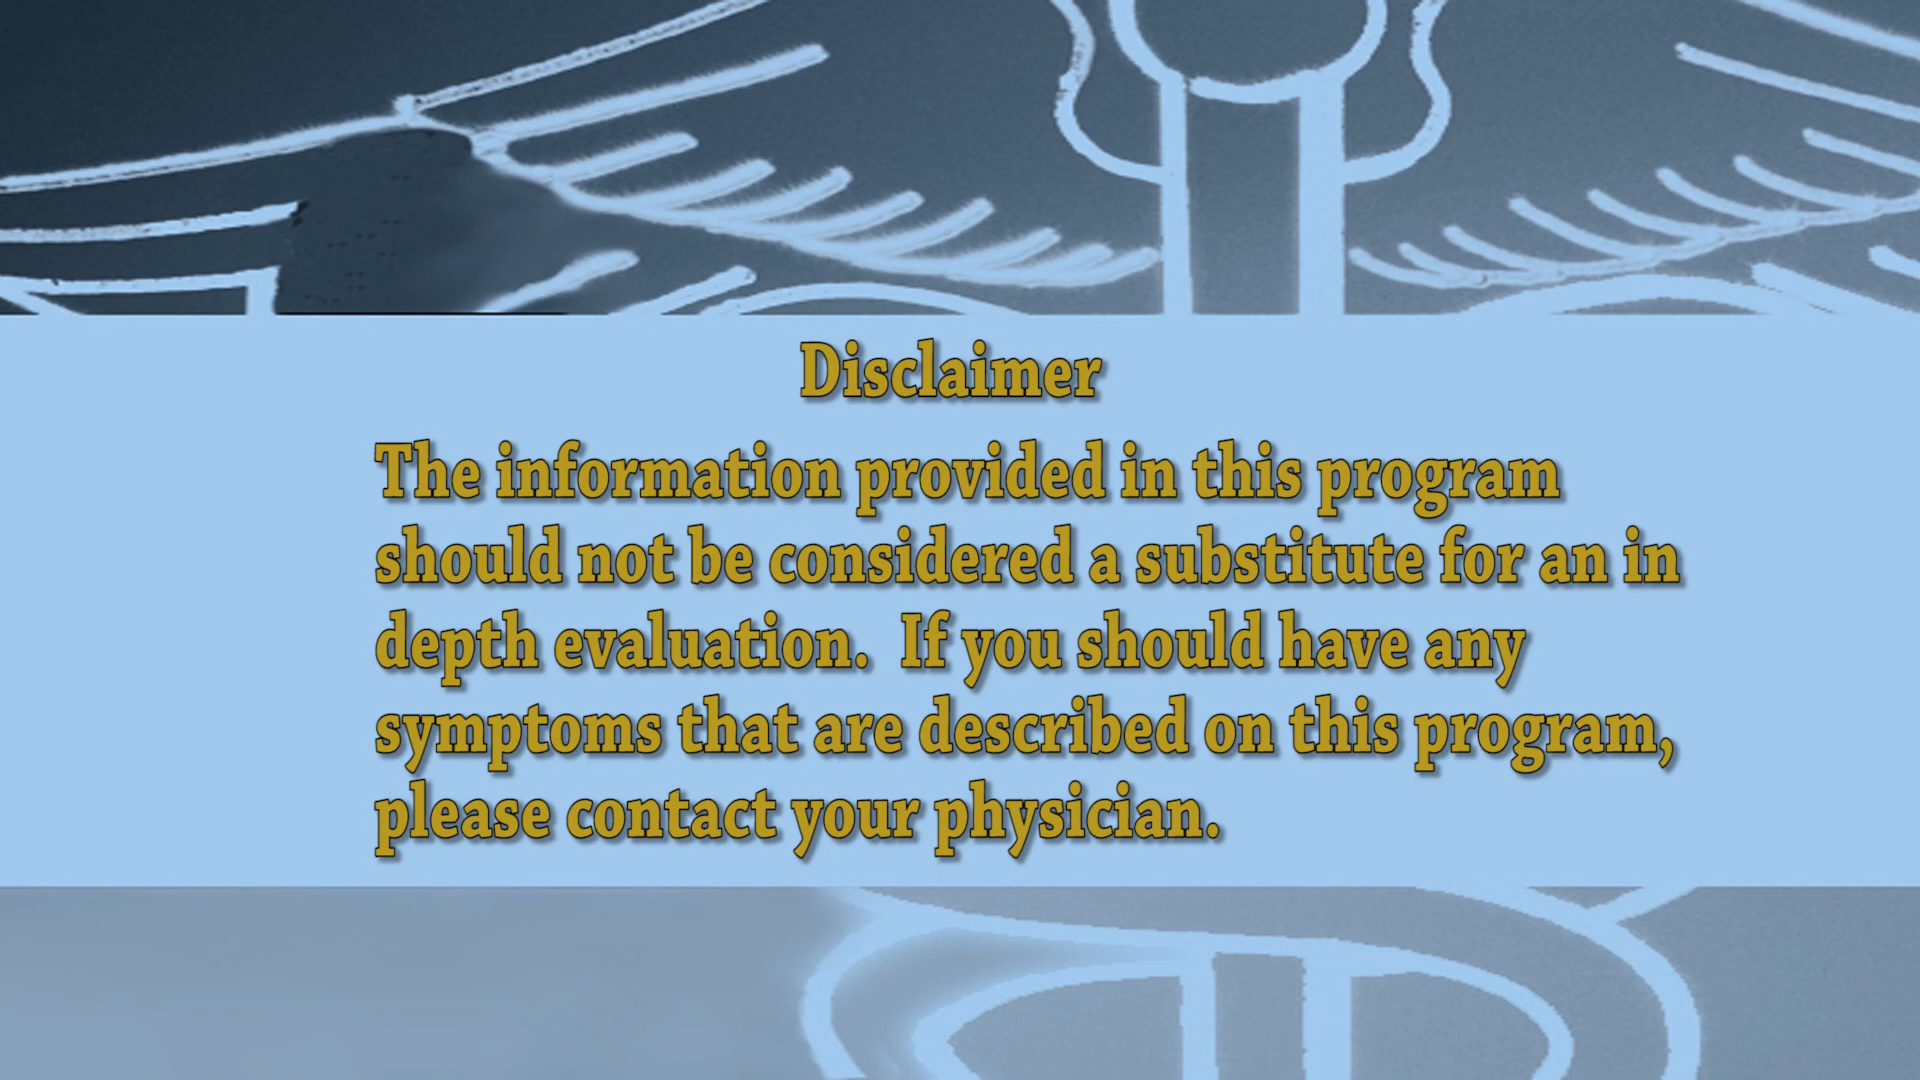 Disclaimer
The information provided in this program
should not be considered a substitute for an in
depth evaluation.  If you should have any
symptoms that are described on this program,
please contact your physician.